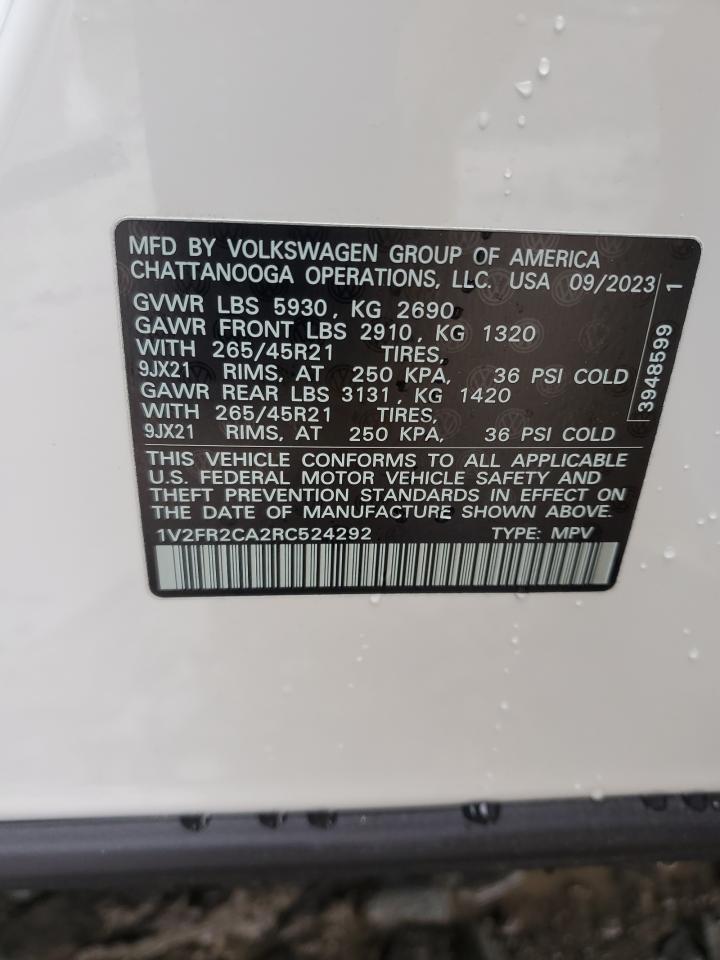 MFD BY VOLKSWAGEN GROUP OF AMERICA
CHATTANOOGA OPERATIONS, LLC. USA 09/2023
GVWR LBS 5930, KG 2690
GAWR FRONT LBS 2910, KG 1320
WITH 265/45R21 TIRES,
9JX21 RIMS, AT 250 KPA, 36 PSI COLD
GAWR REAR LBS 3131, KG 1420
WITH 265/45R21 TIRES,
9JX21 RIMS, AT 250 KPA, 36 PSI COLD
3948599 1
THIS VEHICLE CONFORMS TO ALL APPLICABLE
U.S. FEDERAL MOTOR VEHICLE SAFETY AND
THEFT PREVENTION STANDARDS IN EFFECT ON
THE DATE OF MANUFACTURE SHOWN ABOVE.
1V2FR2CA2RC524292 TYPE: MPV